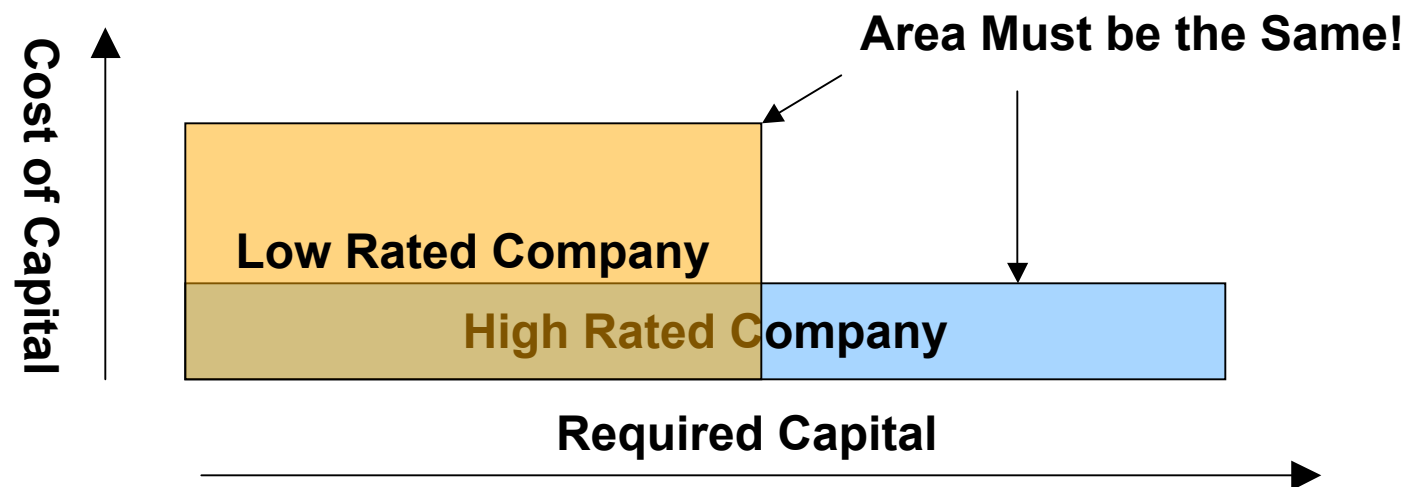 Area Must be the Same!
Cost of Capital
Low Rated Company
High Rated Company
Required Capital